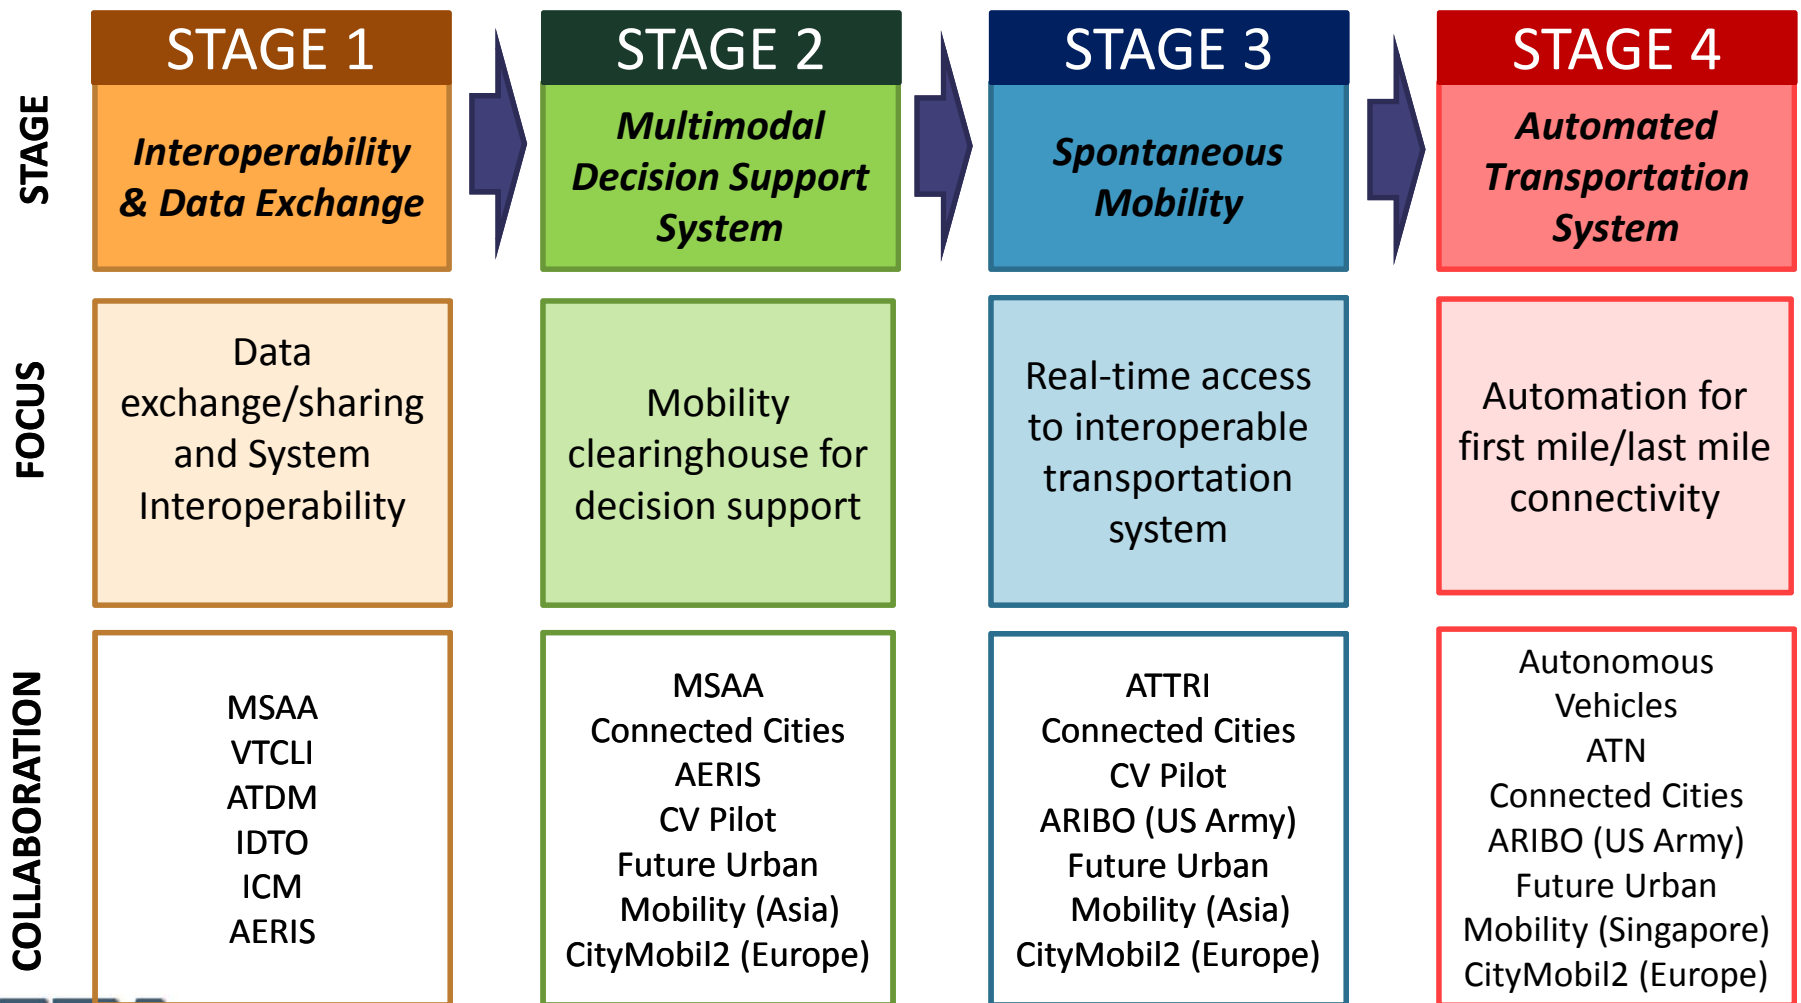 STAGE 1
STAGE 2
STAGE 3
STAGE 4
STAGE
Interoperability
& Data Exchange
Multimodal
Decision Support
System
Spontaneous
Mobility
Automated
Transportation
System
FOCUS
Data
exchange/sharing
and System
Interoperability
Mobility
clearinghouse for
decision support
Real-time access
to interoperable
transportation
system
Automation for
first mile/last mile
connectivity
COLLABORATION
MSAA
VTCLI
ATDM
IDTO
ICM
AERIS
MSAA
Connected Cities
AERIS
CV Pilot
Future Urban
Mobility (Asia)
CityMobil2 (Europe)
ATTRI
Connected Cities
CV Pilot
ARIBO (US Army)
Future Urban
Mobility (Asia)
CityMobil2 (Europe)
Autonomous
Vehicles
ATN
Connected Cities
ARIBO (US Army)
Future Urban
Mobility (Singapore)
CityMobil2 (Europe)